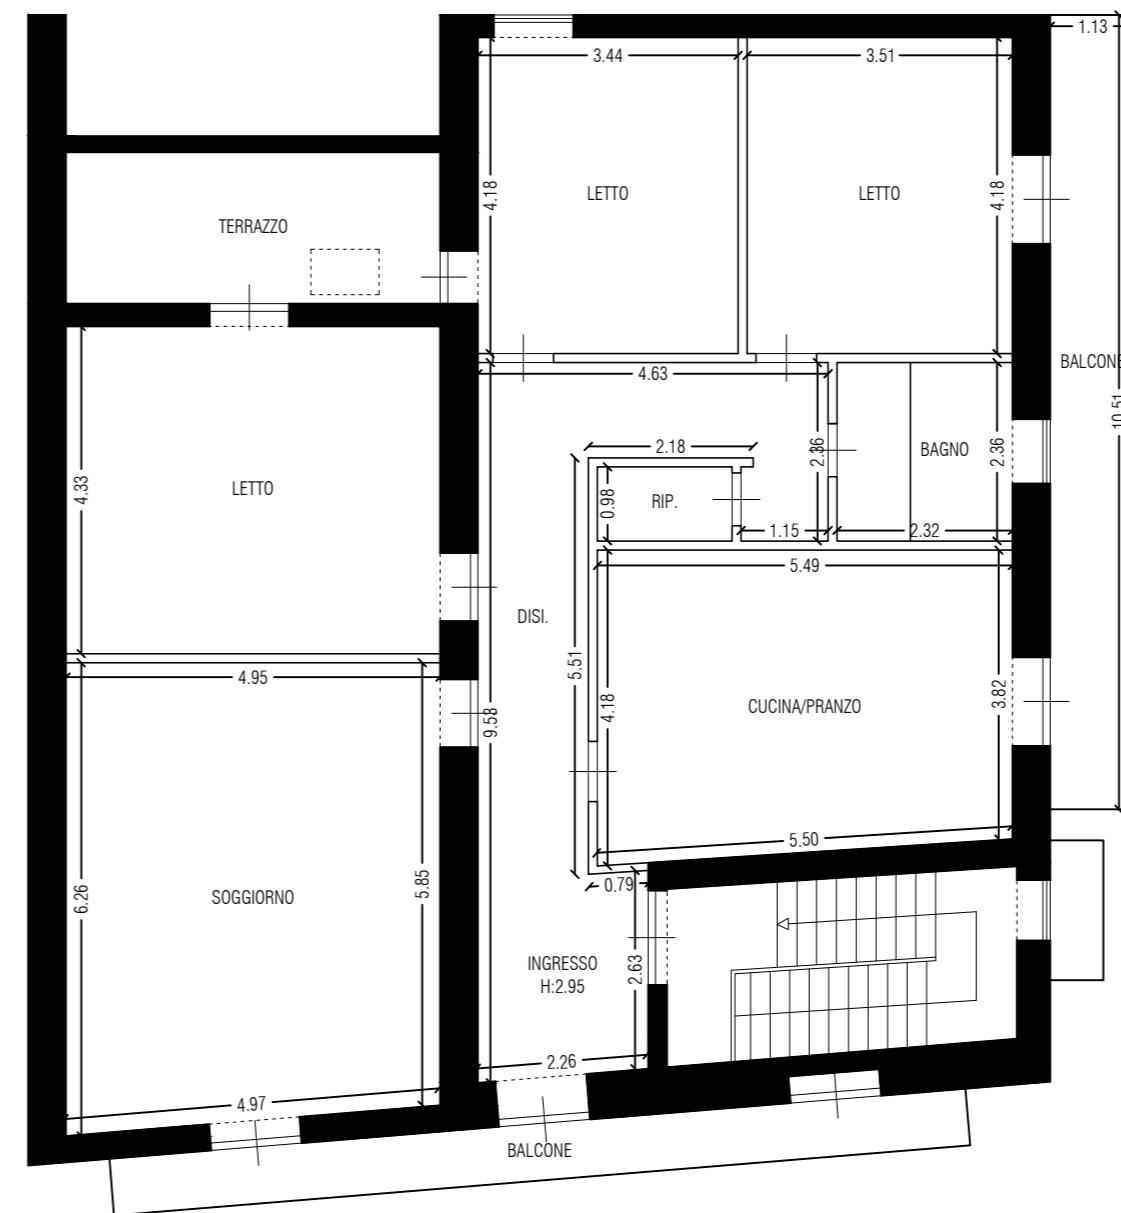 1.13
3.44
3.51
4.18
LETTO
LETTO
4.18
TERRAZZO
BALCONE
4.63
10.51
2.18
2.36
BAGNO
2.36
4.33
LETTO
0.98
RIP.
1.15
2.32
5.49
DISI.
5.51
4.95
4.18
CUCINA/PRANZO
3.82
9.53
5.50
6.26
SOGGIORNO
5.85
0.79
INGRESSO
H:2.95
2.63
2.26
4.97
BALCONE